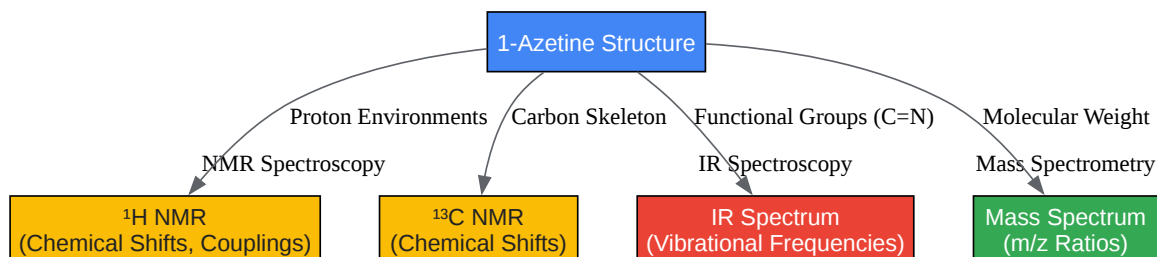 1-Azetine Structure
Proton Environments
Carbon Skeleton
Functional Groups (C=N)
Molecular Weight
NMR Spectroscopy
IR Spectroscopy
Mass Spectrometry
¹H NMR
(Chemical Shifts, Couplings)
¹³C NMR
(Chemical Shifts)
IR Spectrum
(Vibrational Frequencies)
Mass Spectrum
(m/z Ratios)